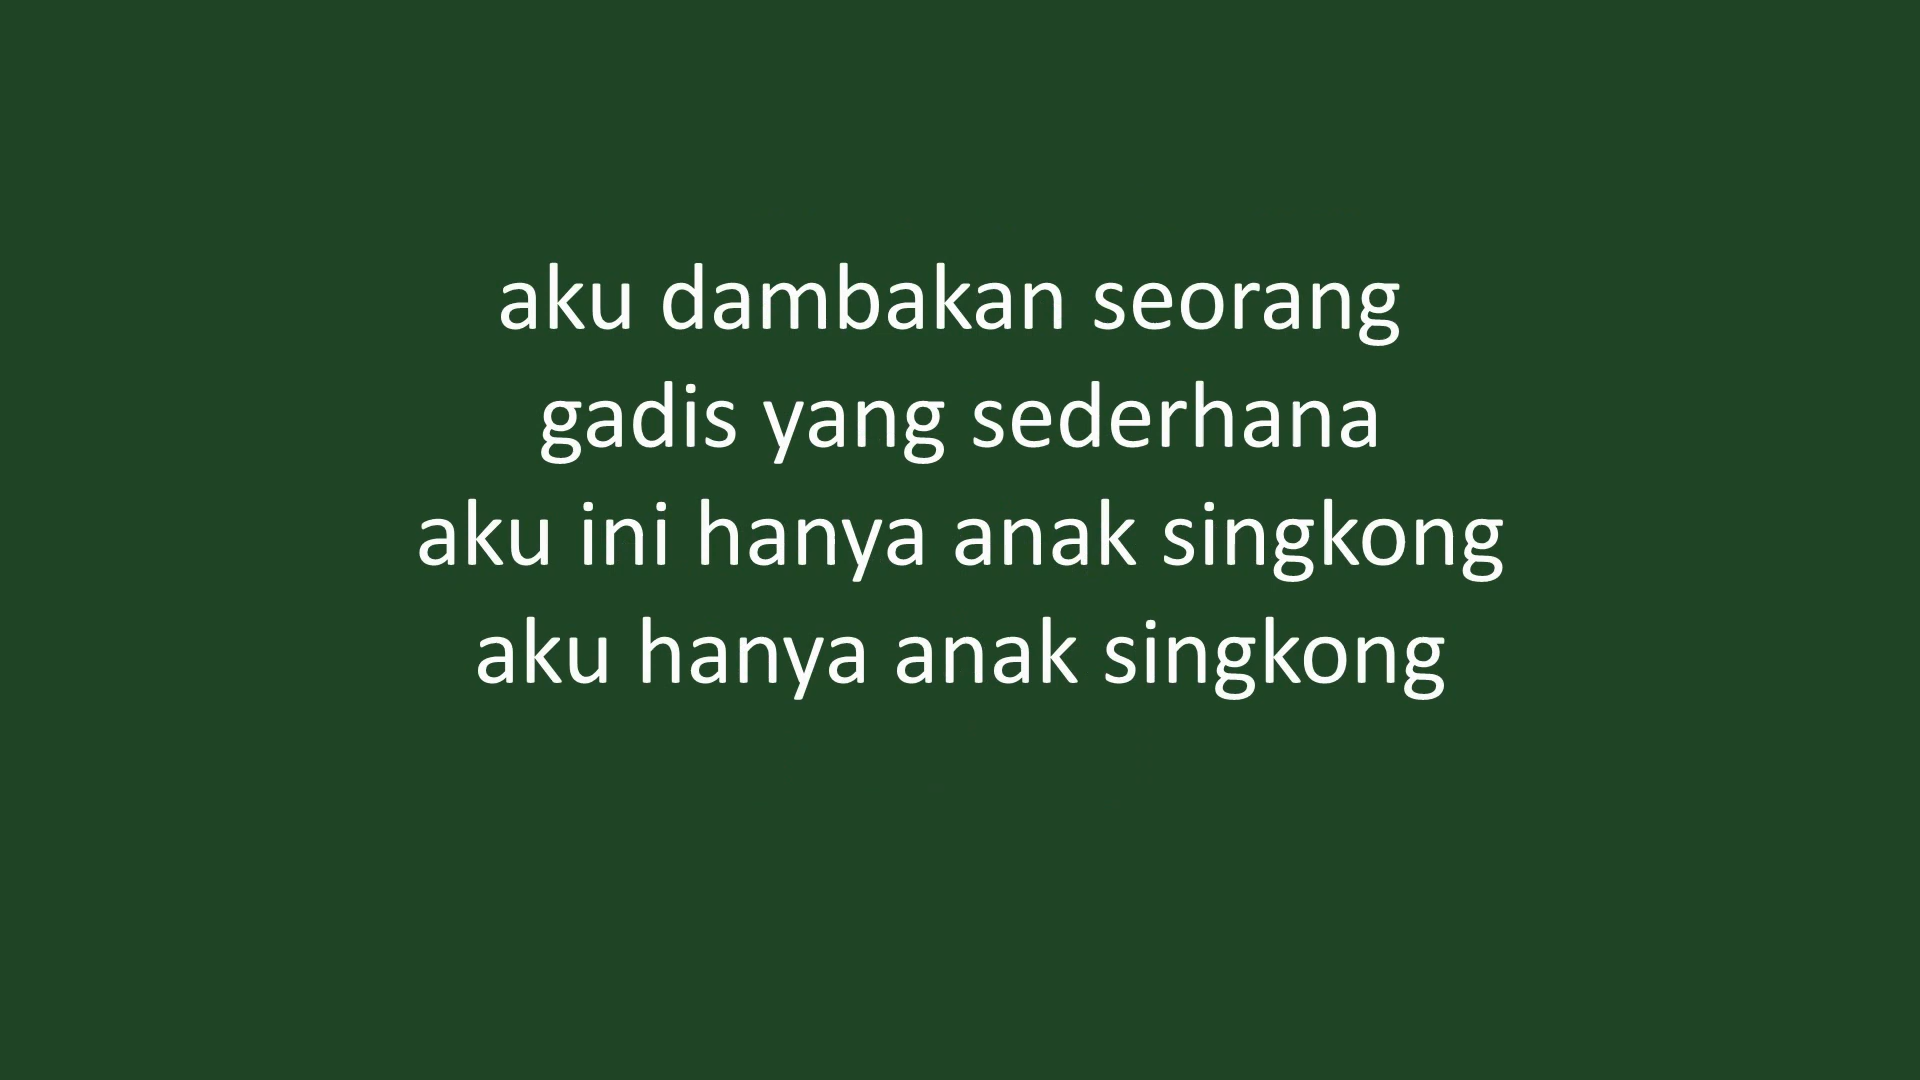 aku dambakan seorang
gadis yang sederhana
aku ini hanya anak singkong
aku hanya anak singkong